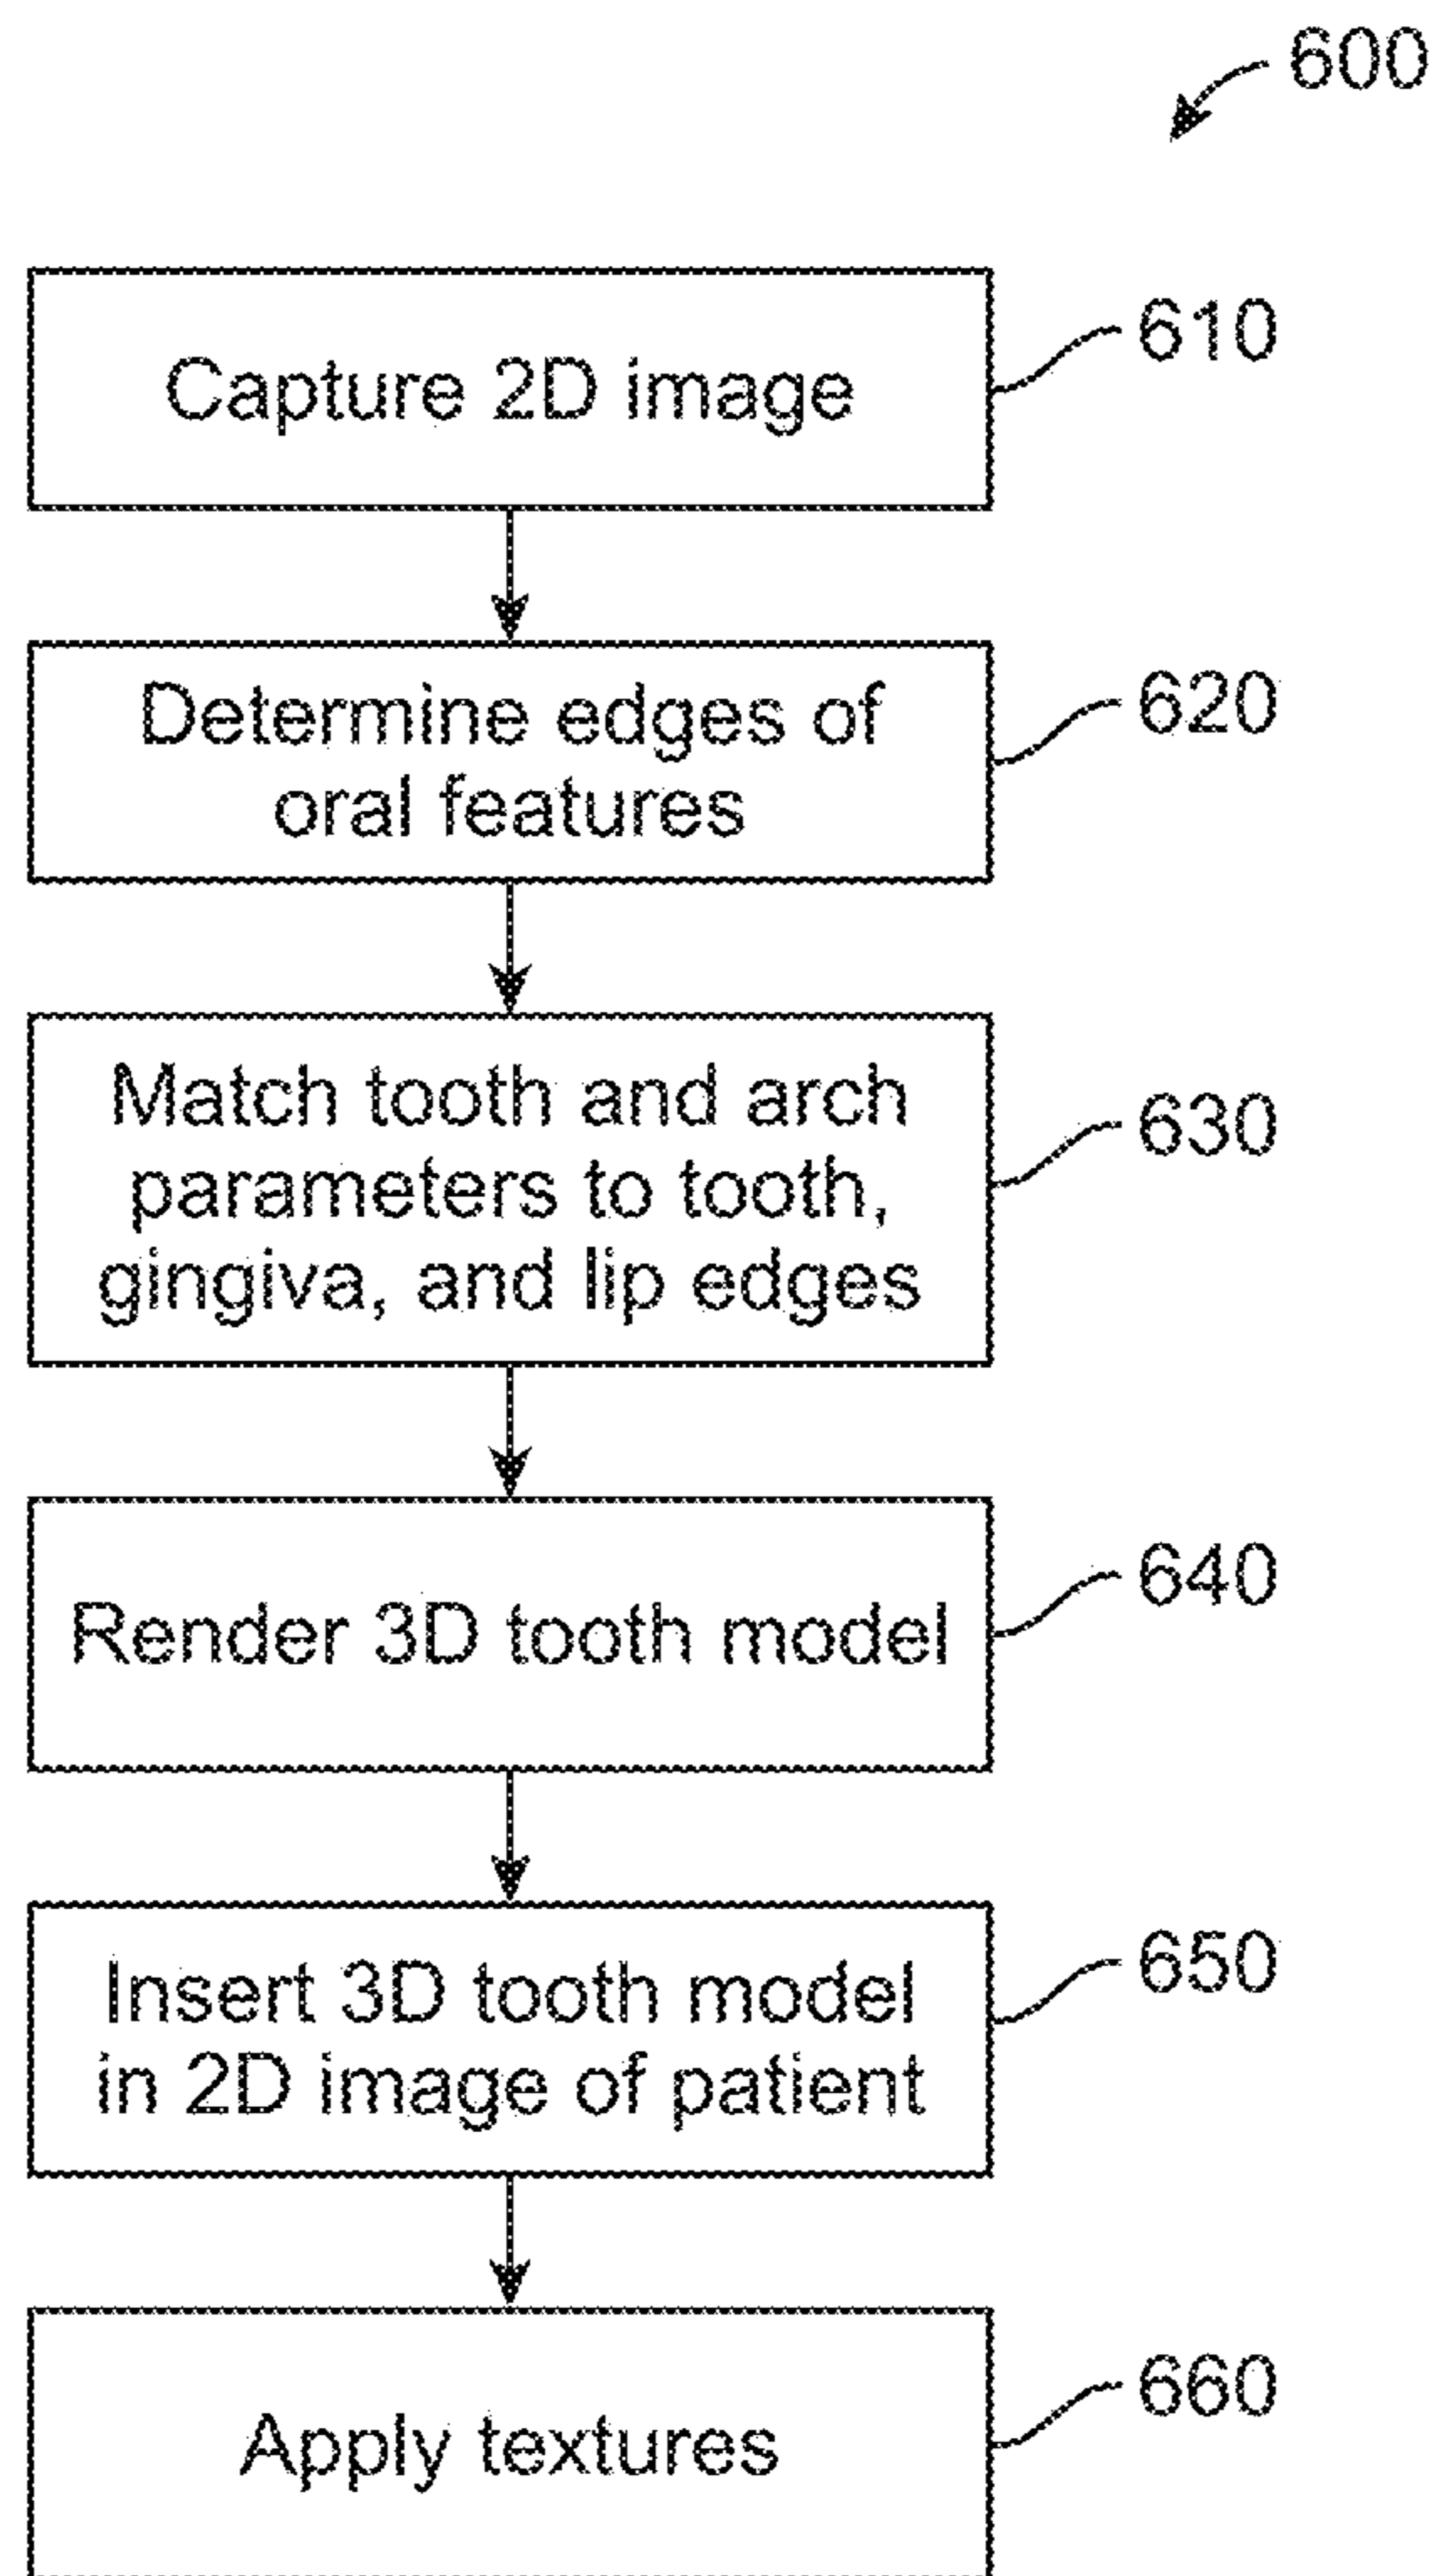 600
Capture 2D image
610
Determine edges of
oral features
620
Match tooth and arch
parameters to tooth,
gingiva, and lip edges
630
Render 3D tooth model
640
Insert 3D tooth model
in 2D image of patient
650
Apply textures
660